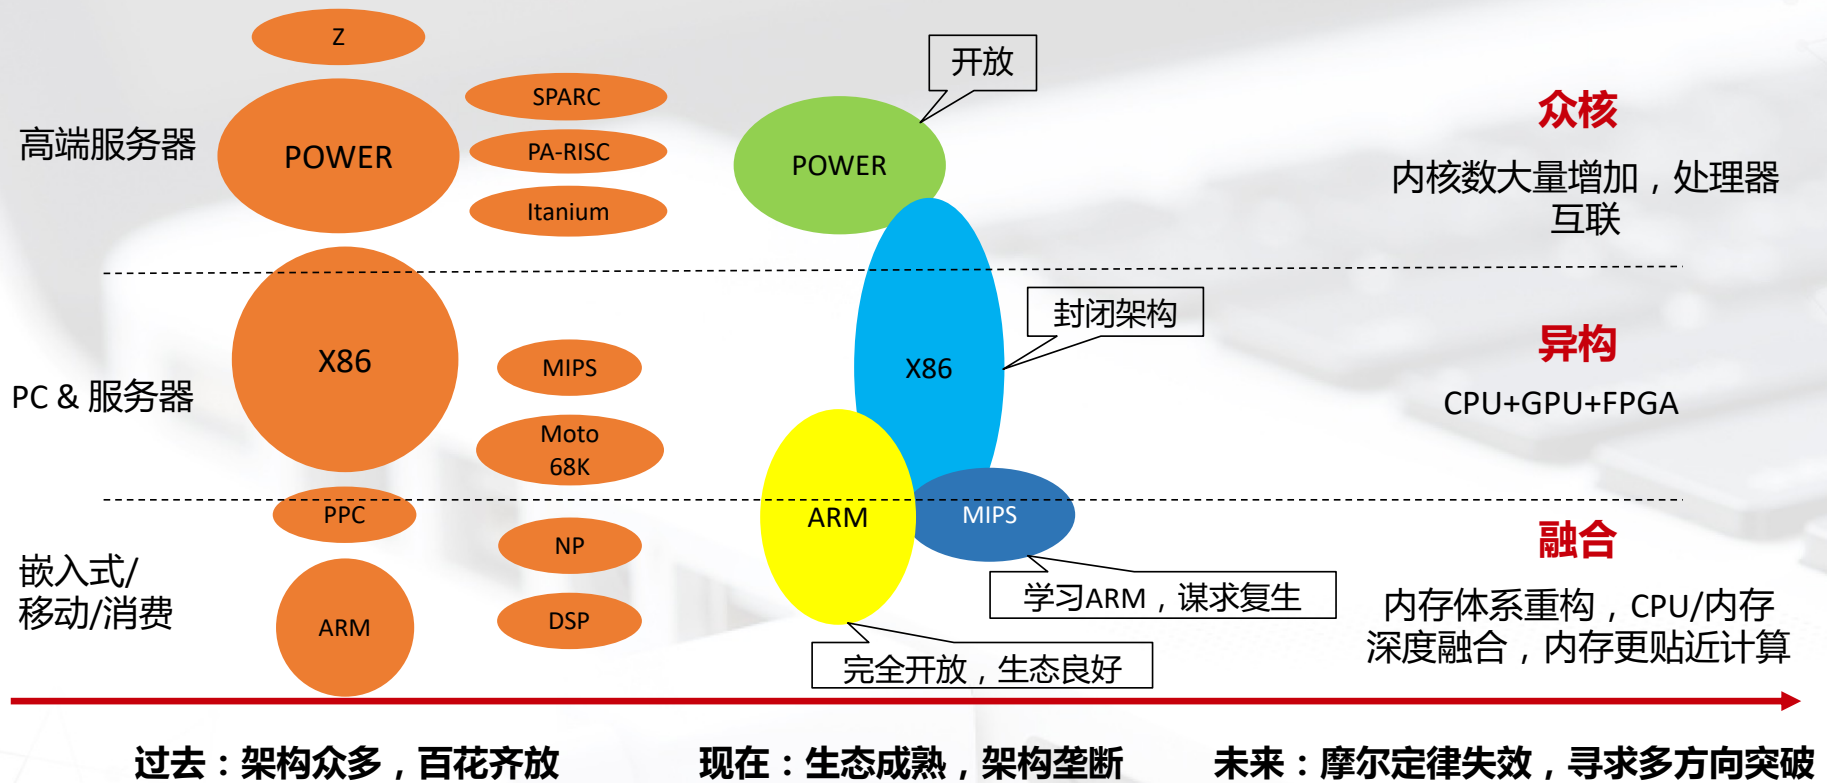 Z
开放
SPARC
众核
高端服务器
POWER
PA-RISC
POWER
内核数大量增加，处理器
互联
Itanium
封闭架构
异构
X86
MIPS
X86
PC & 服务器
CPU+GPU+FPGA
Moto
68K
PPC
ARM
MIPS
融合
NP
嵌入式/
移动/消费
学习ARM，谋求复生
内存体系重构，CPU/内存
深度融合，内存更贴近计算
ARM
DSP
完全开放，生态良好
过去：架构众多，百花齐放
现在：生态成熟，架构垄断
未来：摩尔定律失效，寻求多方向突破